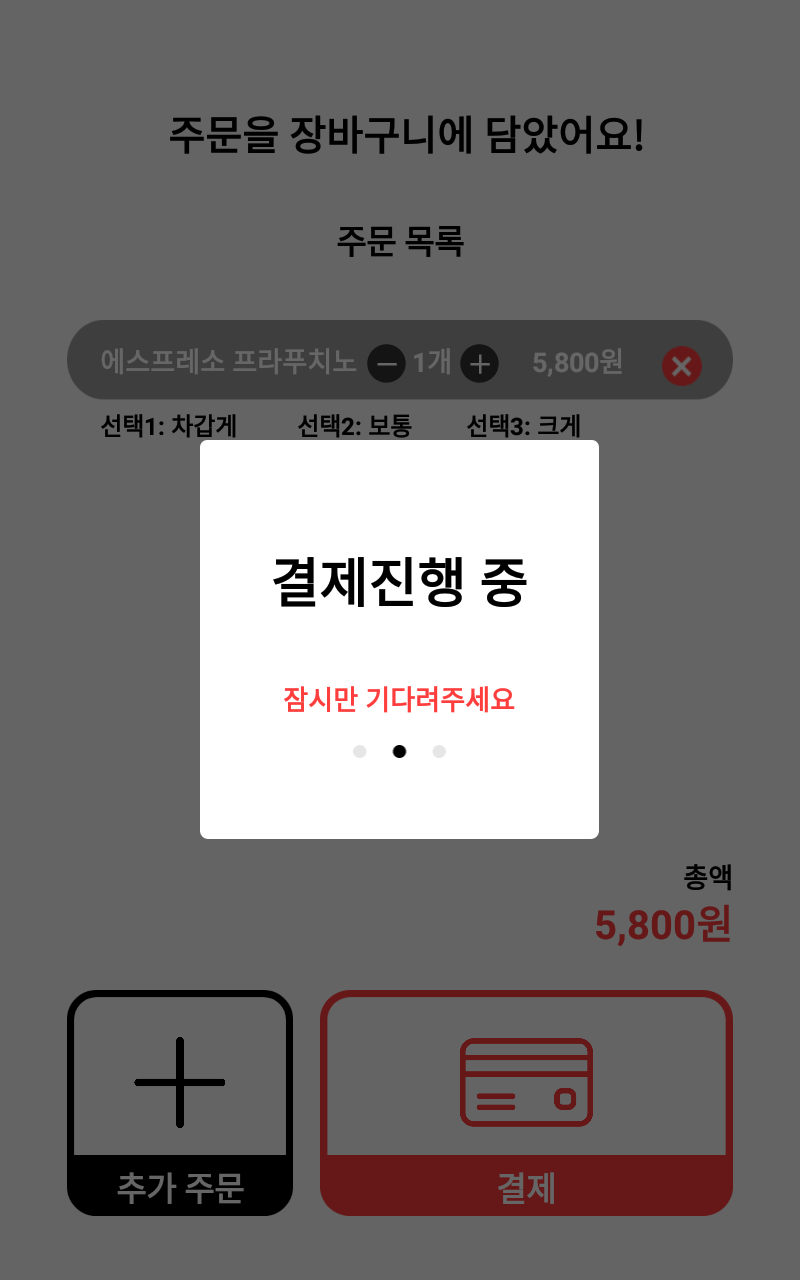 주문을 장바구니에 담았어요!
주문 목록
에스프레소 프라푸치노 − 1개 + 5,800원 ×
선택1: 차갑게 선택2: 보통 선택3: 크게
결제진행 중
잠시만 기다려주세요
총액
5,800원
추가 주문
결제